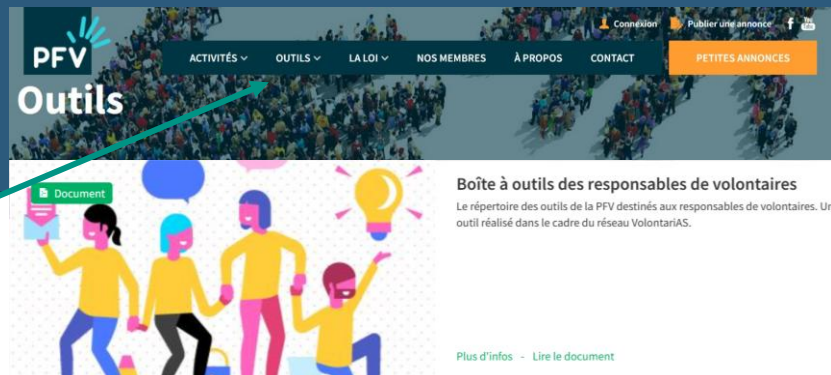 Connexion Publier une annonce f You Tube
PFV
ACTIVITÉS OUTILS LA LOI NOS MEMBRES À PROPOS CONTACT PETITES ANNONCES
Outils
Document
Boîte à outils des responsables de volontaires
Le répertoire des outils de la PFV destinés aux responsables de volontaires. Un
outil réalisé dans le cadre du réseau VolontariAS.
Plus d'infos - Lire le document